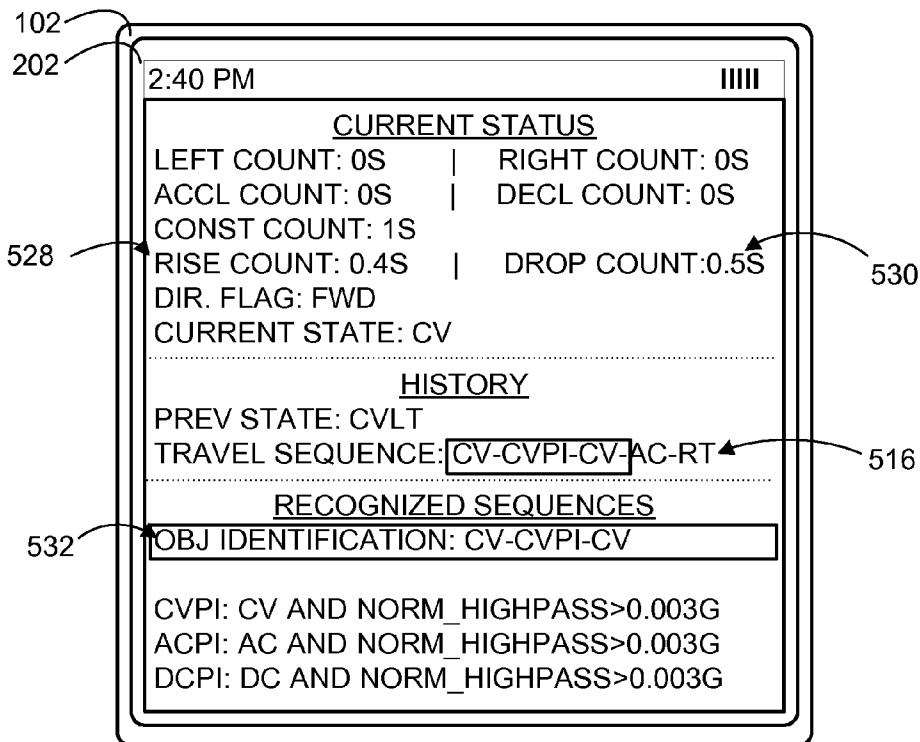 102
202
2:40 PM
CURRENT STATUS
LEFT COUNT: 0S | RIGHT COUNT: 0S
ACCL COUNT: 0S | DECL COUNT: 0S
CONST COUNT: 1S
528
RISE COUNT: 0.4S | DROP COUNT:0.5S
530
DIR. FLAG: FWD
CURRENT STATE: CV
HISTORY
PREV STATE: CVLT
TRAVEL SEQUENCE: CV-CVPI-CV-AC-RT
516
RECOGNIZED SEQUENCES
532
OBJ IDENTIFICATION: CV-CVPI-CV
CVPI: CV AND NORM_HIGHPASS>0.003G
ACPI: AC AND NORM_HIGHPASS>0.003G
DCPI: DC AND NORM_HIGHPASS>0.003G